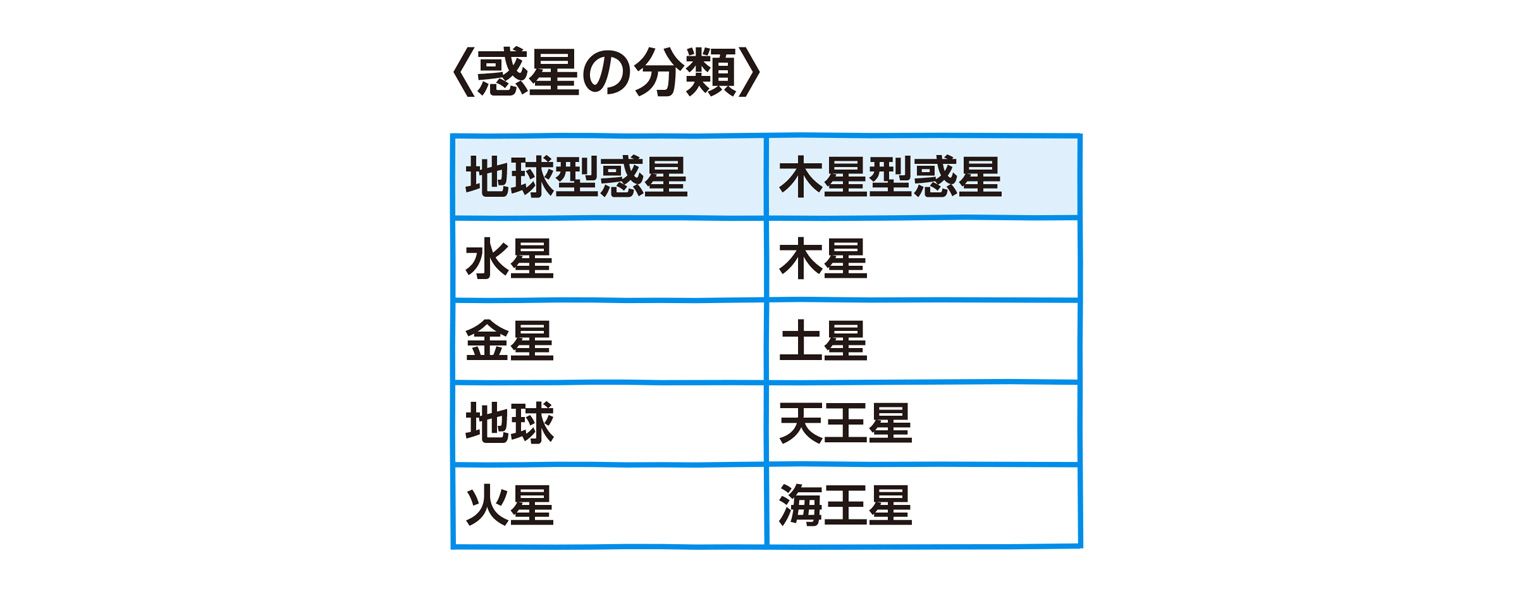 〈惑星の分類〉
地球型惑星 木星型惑星
水星 木星
金星 土星
地球 天王星
火星 海王星